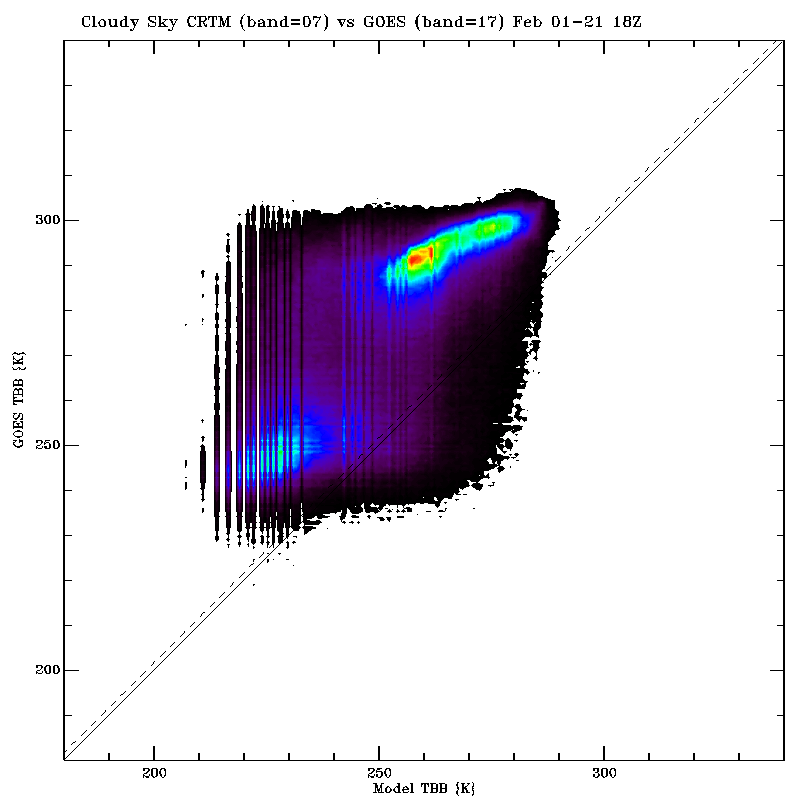 Cloudy Sky CRTM (band=07) vs GOES (band=17) Feb 01-21 18Z
300
250
200
GOES TBB {K}
200 250 300
Model TBB {K}